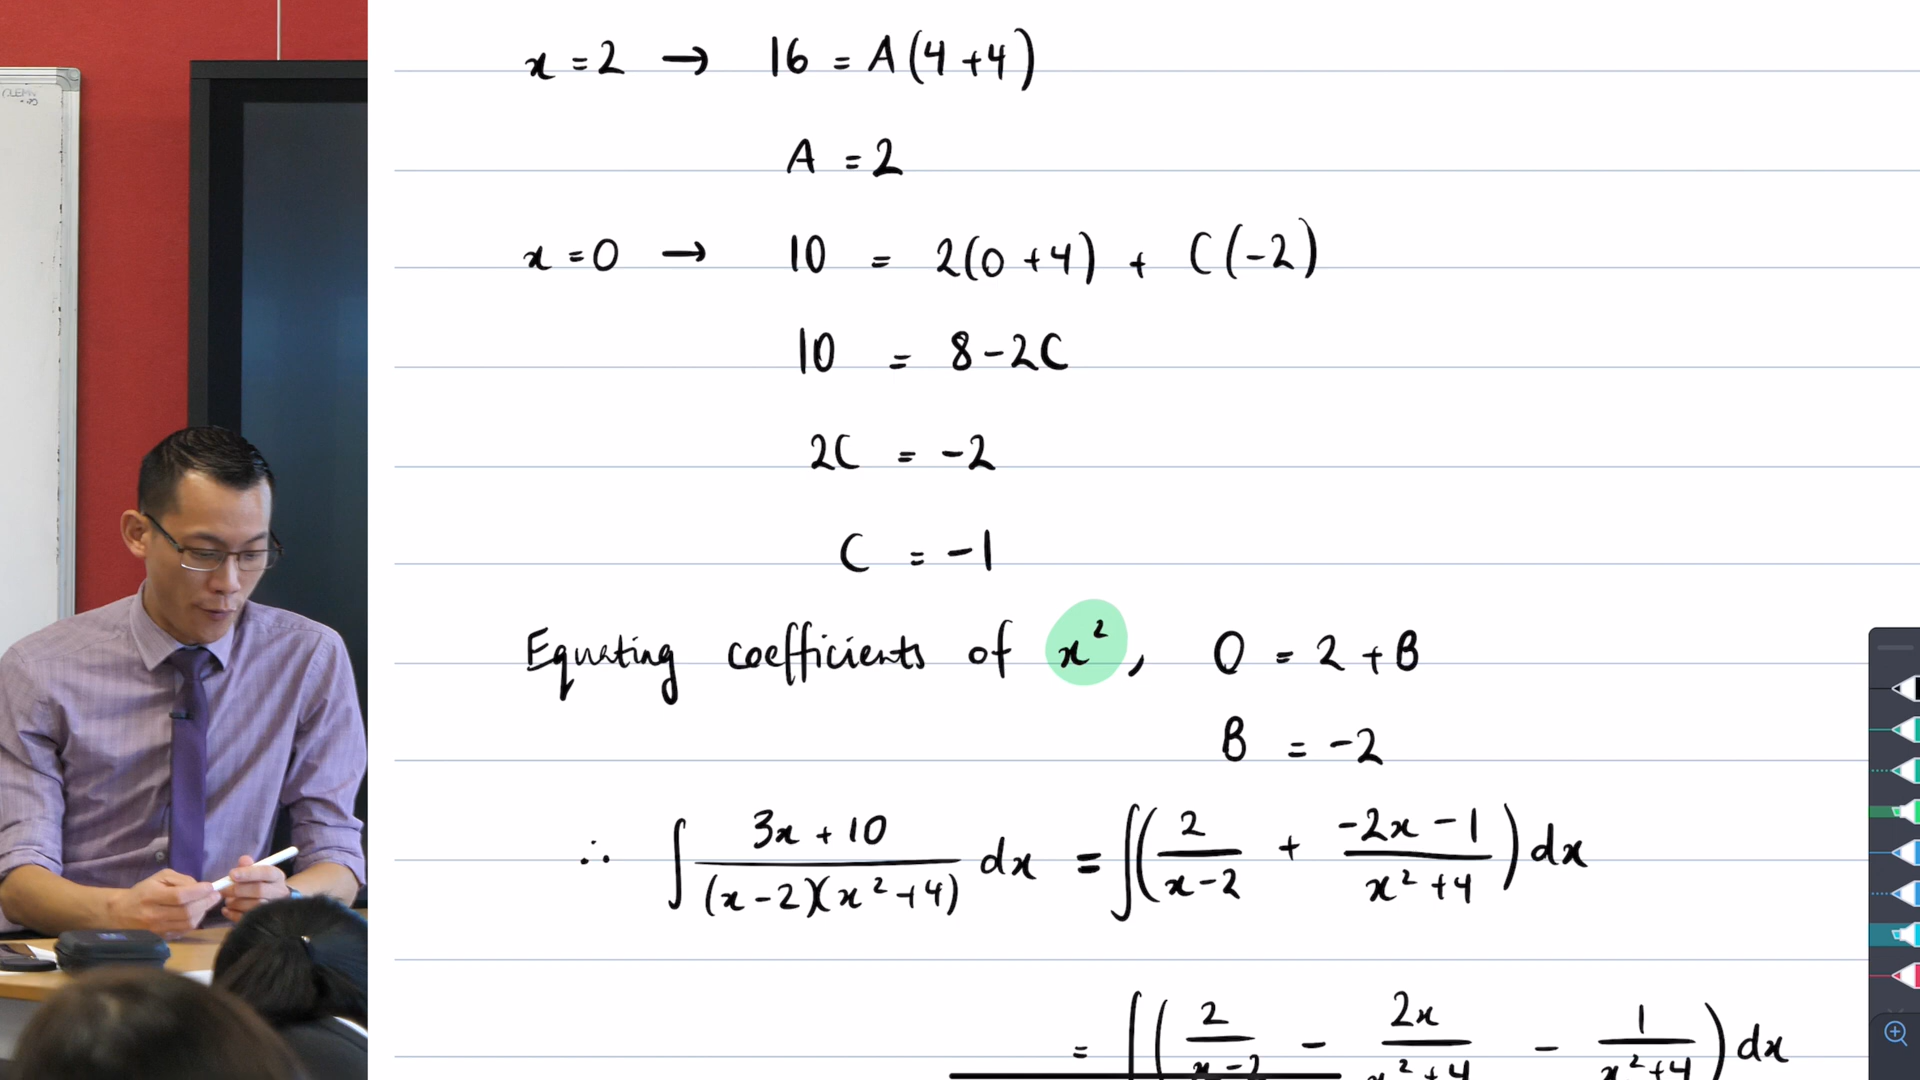 x = 2 → 16 = A(4+4)
A = 2
x = 0 → 10 = 2(0+4) + C(-2)
10 = 8-2C
2C = -2
C = -1
Equating coefficients of x², 0 = 2 + B
B = -2
∴ ∫ 3x + 10 / (x-2)(x²+4) dx = ∫( 2 / x-2 + -2x-1 / x²+4 ) dx
= ∫( 2 / x-2 - 2x / x²+4 - 1 / x²+4 ) dx